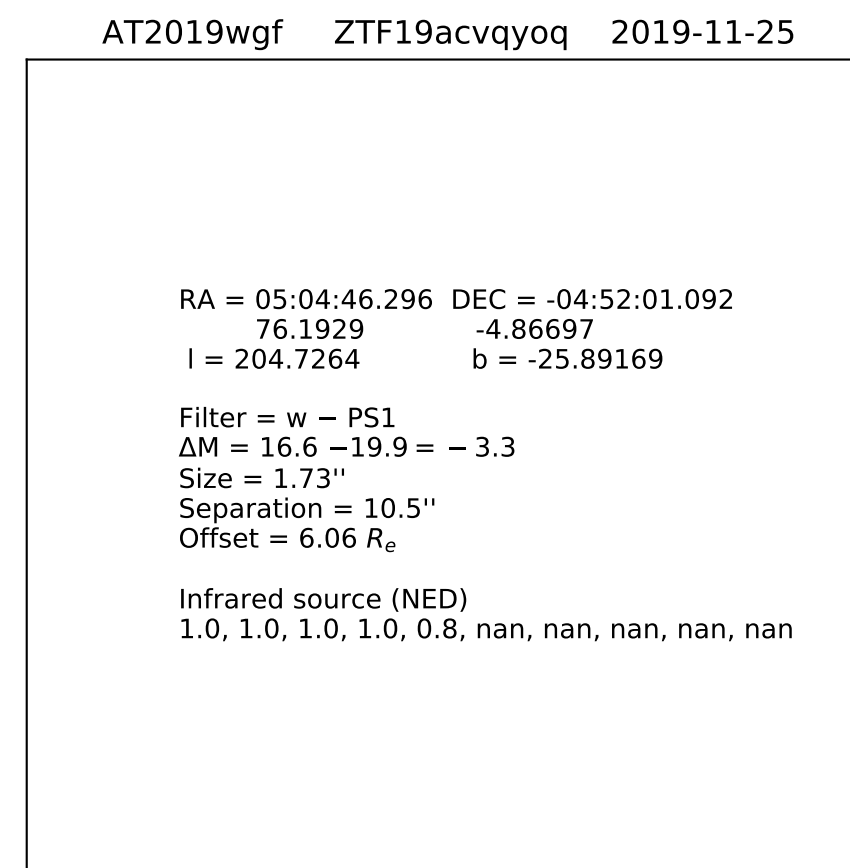 AT2019wgf ZTF19acvqyoq 2019-11-25
RA = 05:04:46.296 DEC = -04:52:01.092
76.1929 -4.86697
l = 204.7264 b = -25.89169
Filter = w − PS1
ΔM = 16.6 −19.9 = − 3.3
Size = 1.73''
Separation = 10.5''
Offset = 6.06 Re
Infrared source (NED)
1.0, 1.0, 1.0, 1.0, 0.8, nan, nan, nan, nan, nan